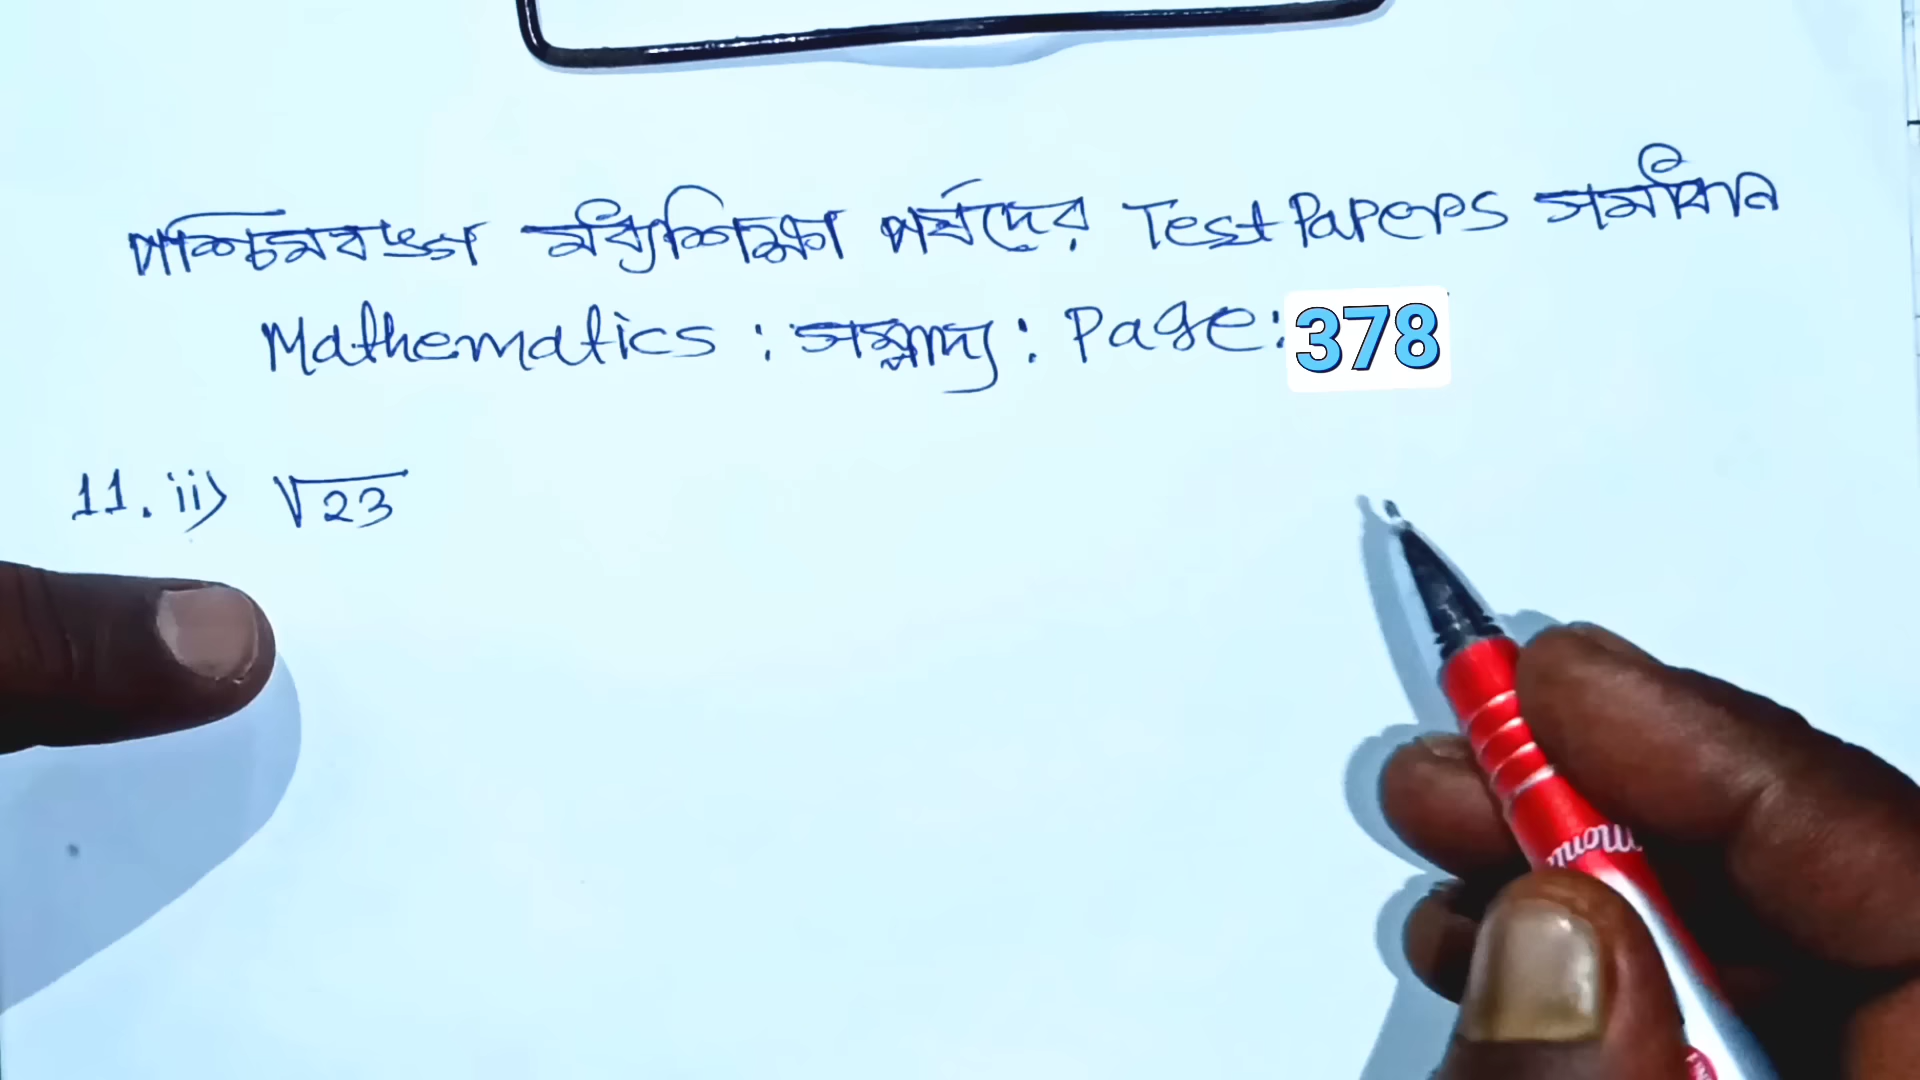 পশ্চিমবঙ্গ মধ্যশিক্ষা পর্ষদের Test Papers সমাধান
Mathematics : সম্পাদ্য : Page: 378
11. ii) √23